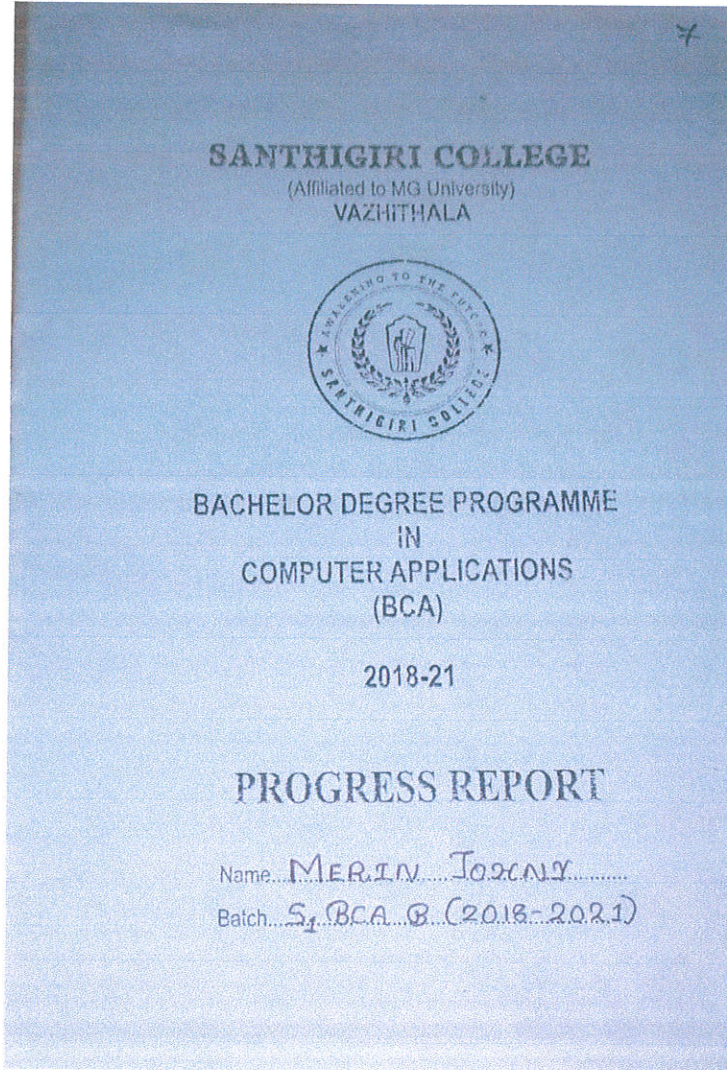 7
SANTHIGIRI COLLEGE
(Affiliated to MG University)
VAZHITHALA
AWAKENING TO THE FUTURE
SANTHIGIRI COLLEGE
BACHELOR DEGREE PROGRAMME
IN
COMPUTER APPLICATIONS
(BCA)
2018-21
PROGRESS REPORT
Name MERIN
Batch S1 BCA B (2018-2021)